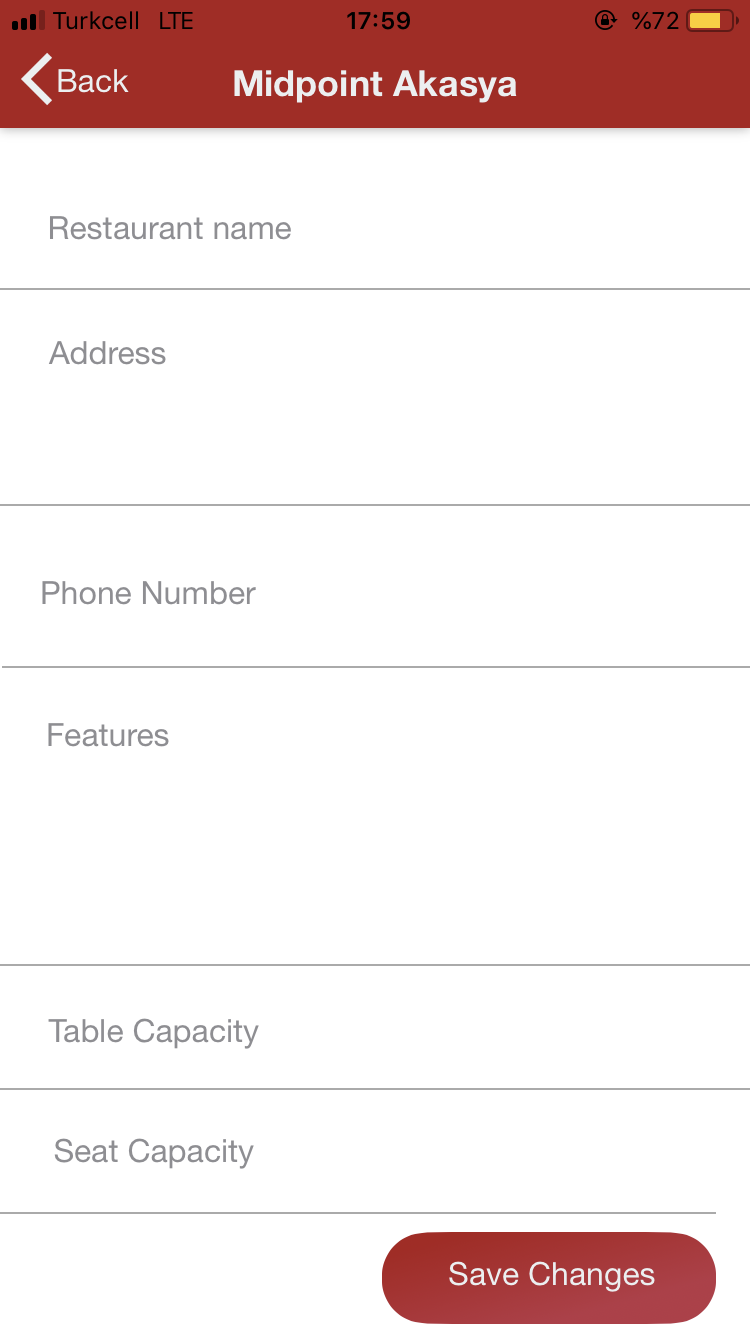 Turkcell LTE 17:59 %72
Back Midpoint Akasya
Restaurant name
Address
Phone Number
Features
Table Capacity
Seat Capacity
Save Changes